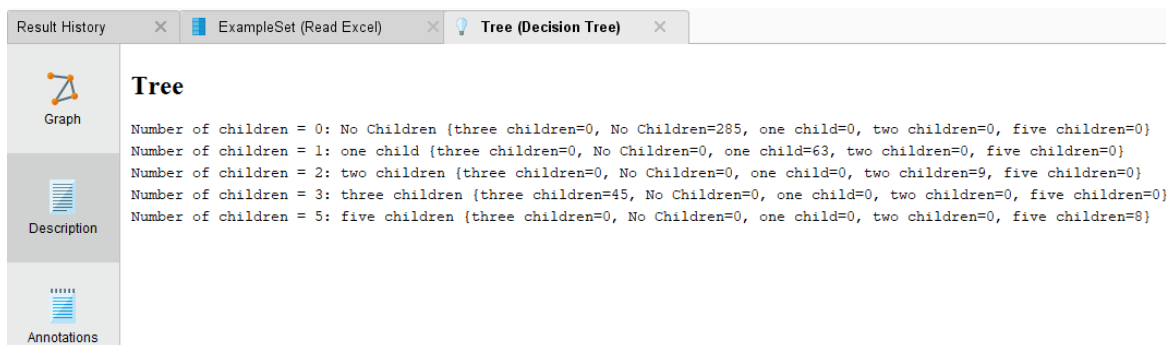 Result History
ExampleSet (Read Excel)
Tree (Decision Tree)
Graph
Description
Annotations
Tree
Number of children = 0: No Children {three children=0, No Children=285, one child=0, two children=0, five children=0}
Number of children = 1: one child {three children=0, No Children=0, one child=63, two children=0, five children=0}
Number of children = 2: two children {three children=0, No Children=0, one child=0, two children=9, five children=0}
Number of children = 3: three children {three children=45, No Children=0, one child=0, two children=0, five children=0}
Number of children = 5: five children {three children=0, No Children=0, one child=0, two children=0, five children=8}